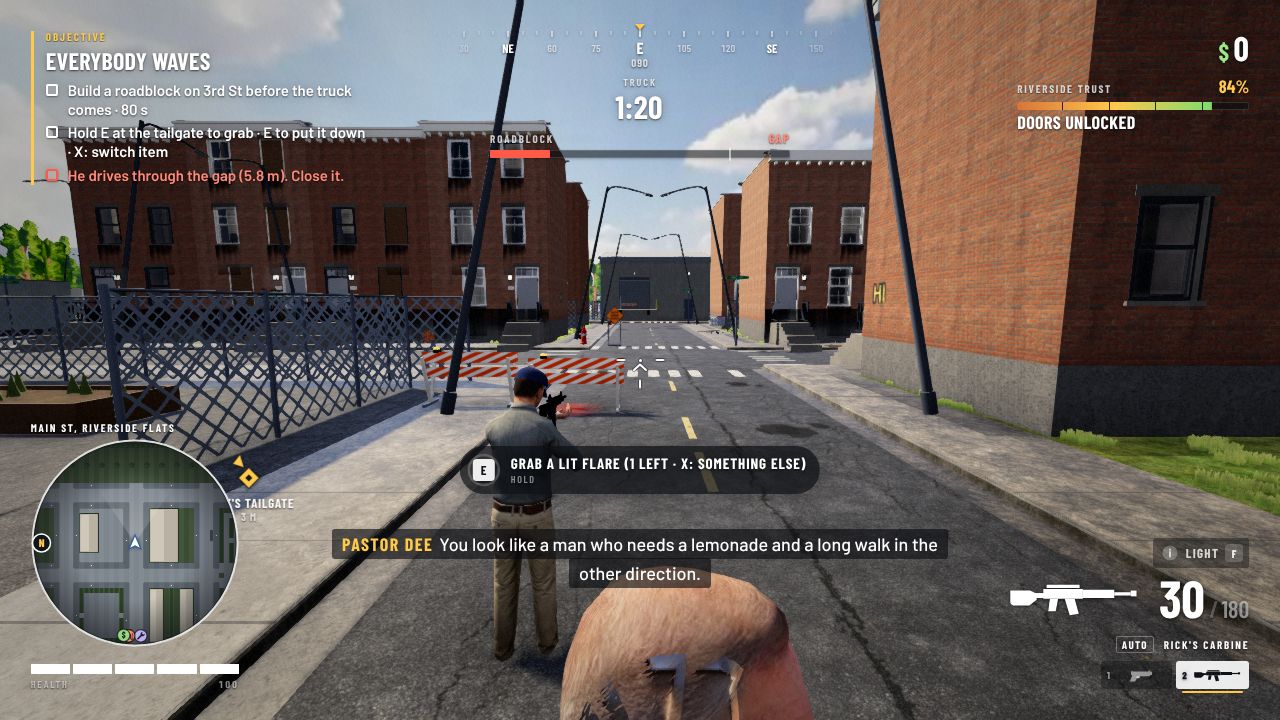 OBJECTIVE
EVERYBODY WAVES
Build a roadblock on 3rd St before the truck
comes · 80 s
Hold E at the tailgate to grab · E to put it down
· X: switch item
He drives through the gap (5.8 m). Close it.
30 NE 60 75 E 105 120 SE 150
090
TRUCK
1:20
ROADBLOCK GAP
$0
RIVERSIDE TRUST 84%
DOORS UNLOCKED
HI
E GRAB A LIT FLARE (1 LEFT · X: SOMETHING ELSE)
HOLD
MAIN ST, RIVERSIDE FLATS
N
'S TAILGATE
3 M
$
PASTOR DEE You look like a man who needs a lemonade and a long walk in the
other direction.
LIGHT F
30 / 180
AUTO RICK'S CARBINE
1 2
HEALTH 100